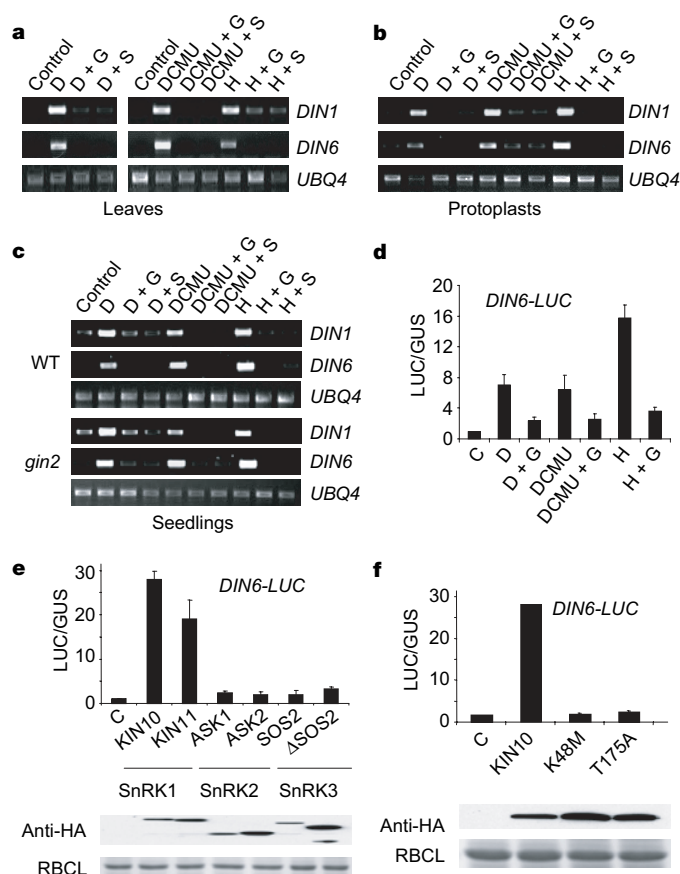 a
Control
D
D + G
D + S
Control
DCMU
DCMU + G
DCMU + S
H
H + G
H + S
DIN1
DIN6
UBQ4
Leaves
b
Control
D
D + G
D + S
DCMU
DCMU + G
DCMU + S
H
H + G
H + S
DIN1
DIN6
UBQ4
Protoplasts
c
Control
D
D + G
D + S
DCMU
DCMU + G
DCMU + S
H
H + G
H + S
WT
DIN1
DIN6
UBQ4
gin2
DIN1
DIN6
UBQ4
Seedlings
d
DIN6-LUC
LUC/GUS
20
16
12
8
4
0
C
D
D + G
DCMU
DCMU + G
H
H + G
e
DIN6-LUC
LUC/GUS
30
20
10
0
C
KIN10
KIN11
ASK1
ASK2
SOS2
ΔSOS2
SnRK1
SnRK2
SnRK3
Anti-HA
RBCL
f
DIN6-LUC
LUC/GUS
30
20
10
0
C
KIN10
K48M
T175A
Anti-HA
RBCL